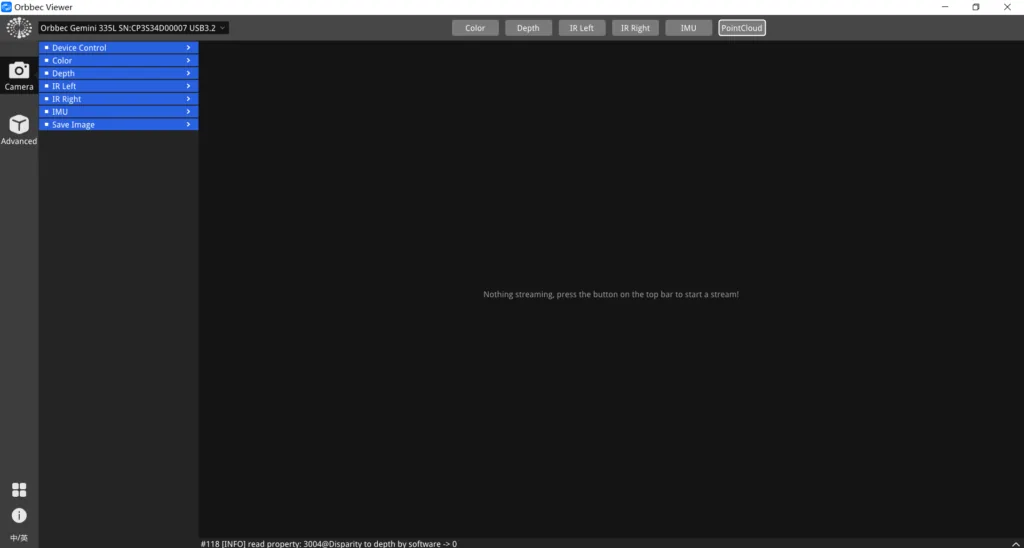 Orbbec Viewer
Orbbec Gemini 335L SN:CP3S34D00007 USB3.2
Color
Depth
IR Left
IR Right
IMU
PointCloud
Camera
Advanced
Device Control
Color
Depth
IR Left
IR Right
IMU
Save Image
Nothing streaming, press the button on the top bar to start a stream!
中/英
#118 [INFO] read property: 3004@Disparity to depth by software -> 0